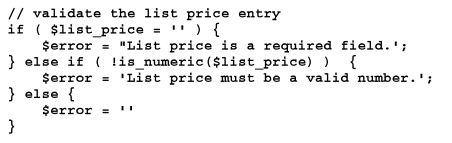 // validate the list price entry
if ( $list_price = '' ) {
    $error = "List price is a required field.';
} else if ( !is_numeric($list_price) )  {
    $error = 'List price must be a valid number.';
} else {
    $error = ''
}